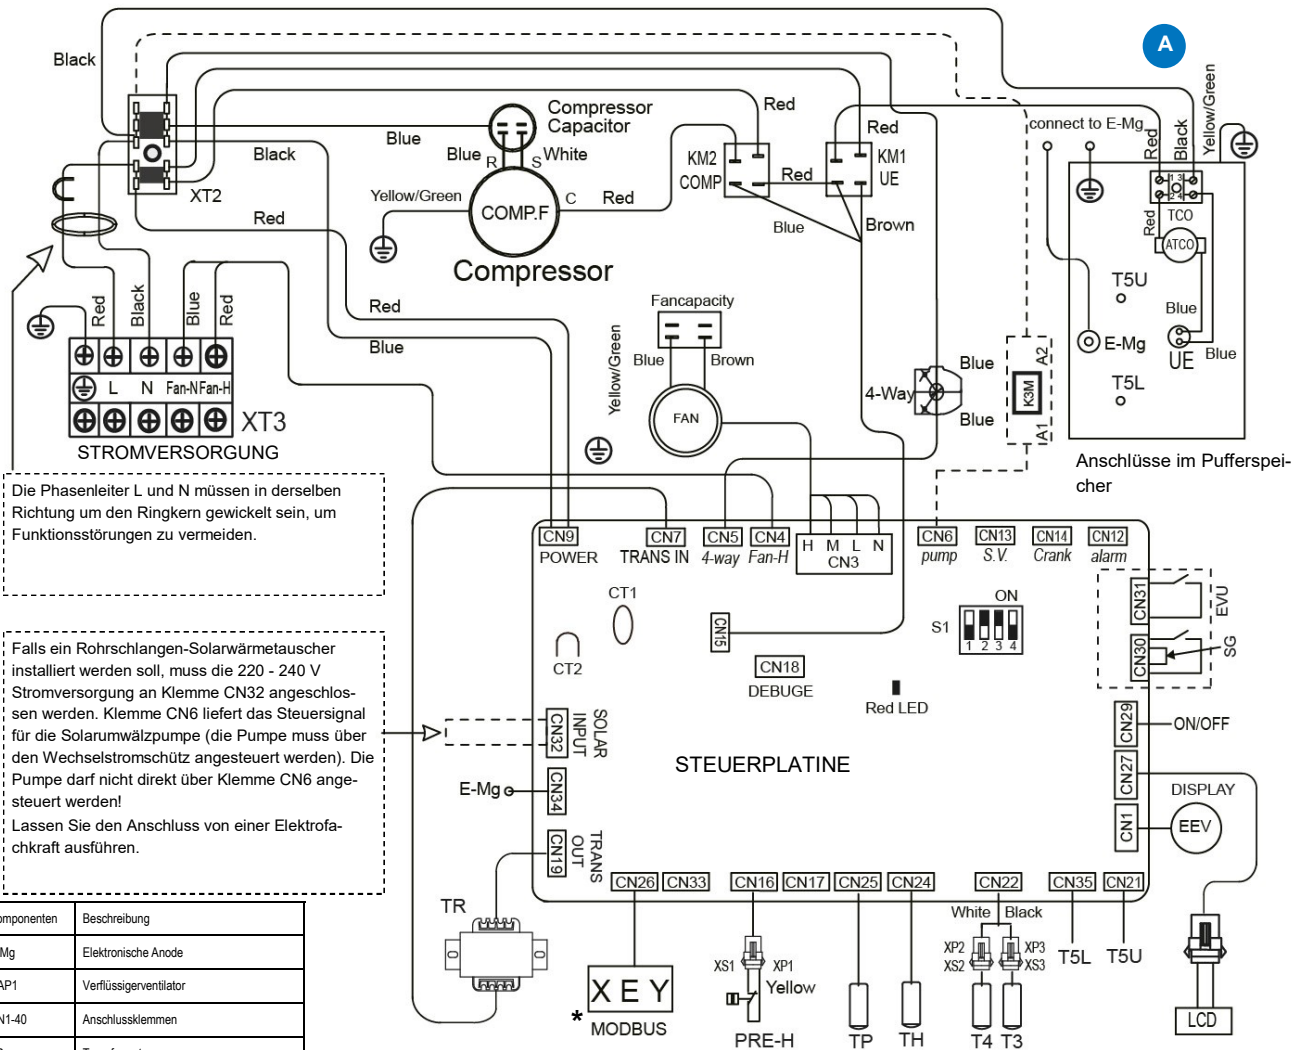 A
Black
Yellow/Green
Compressor
Capacitor
Red
connect to E-Mg
Red
Black
Blue
Red
Blue
R
S
White
Black
KM2
COMP
KM1
UE
XT2
Red
1 3
2 4
Yellow/Green
COMP.F
C
Red
TCO
Red
Red
Blue
Brown
ATCO
Compressor
T5U
Red
Black
Blue
Red
Red
Fancapacity
Blue
Blue
Yellow/Green
Blue
Brown
Blue
A2
E-Mg
UE
Blue
L
N
Fan-N
Fan-H
4-Way
K3M
T5L
XT3
FAN
Blue
A1
STROMVERSORGUNG
Anschlüsse im Pufferspei-
cher
Die Phasenleiter L und N müssen in derselben
Richtung um den Ringkern gewickelt sein, um
Funktionsstörungen zu vermeiden.
CN9
POWER
CN7
TRANS IN
CN5
4-way
CN4
Fan-H
H M L N
CN3
CN6
pump
CN13
S.V.
CN14
Crank
CN12
alarm
CT1
CT2
CN15
CN18
DEBUGE
S1
ON
1 2 3 4
Red LED
CN31
EVU
CN30
SG
Falls ein Rohrschlangen-Solarwärmetauscher
installiert werden soll, muss die 220 - 240 V
Stromversorgung an Klemme CN32 angeschlos-
sen werden. Klemme CN6 liefert das Steuersignal
für die Solarumwälzpumpe (die Pumpe muss über
den Wechselstromschütz angesteuert werden). Die
Pumpe darf nicht direkt über Klemme CN6 ange-
steuert werden!
Lassen Sie den Anschluss von einer Elektrofa-
chkraft ausführen.
CN32
SOLAR
INPUT
CN29
ON/OFF
STEUERPLATINE
CN27
E-Mg
CN34
DISPLAY
CN1
EEV
CN19
TRANS
OUT
CN26
CN33
CN16
CN17
CN25
CN24
CN22
CN35
CN21
TR
White
Black
XP2
XS2
XP3
XS3
T5L
T5U
XS1
XP1
Yellow
XEY
*
MODBUS
PRE-H
TP
TH
T4
T3
LCD
omponenten
Beschreibung
Mg
Elektronische Anode
AP1
Verflüssigerventilator
N1-40
Anschlussklemmen